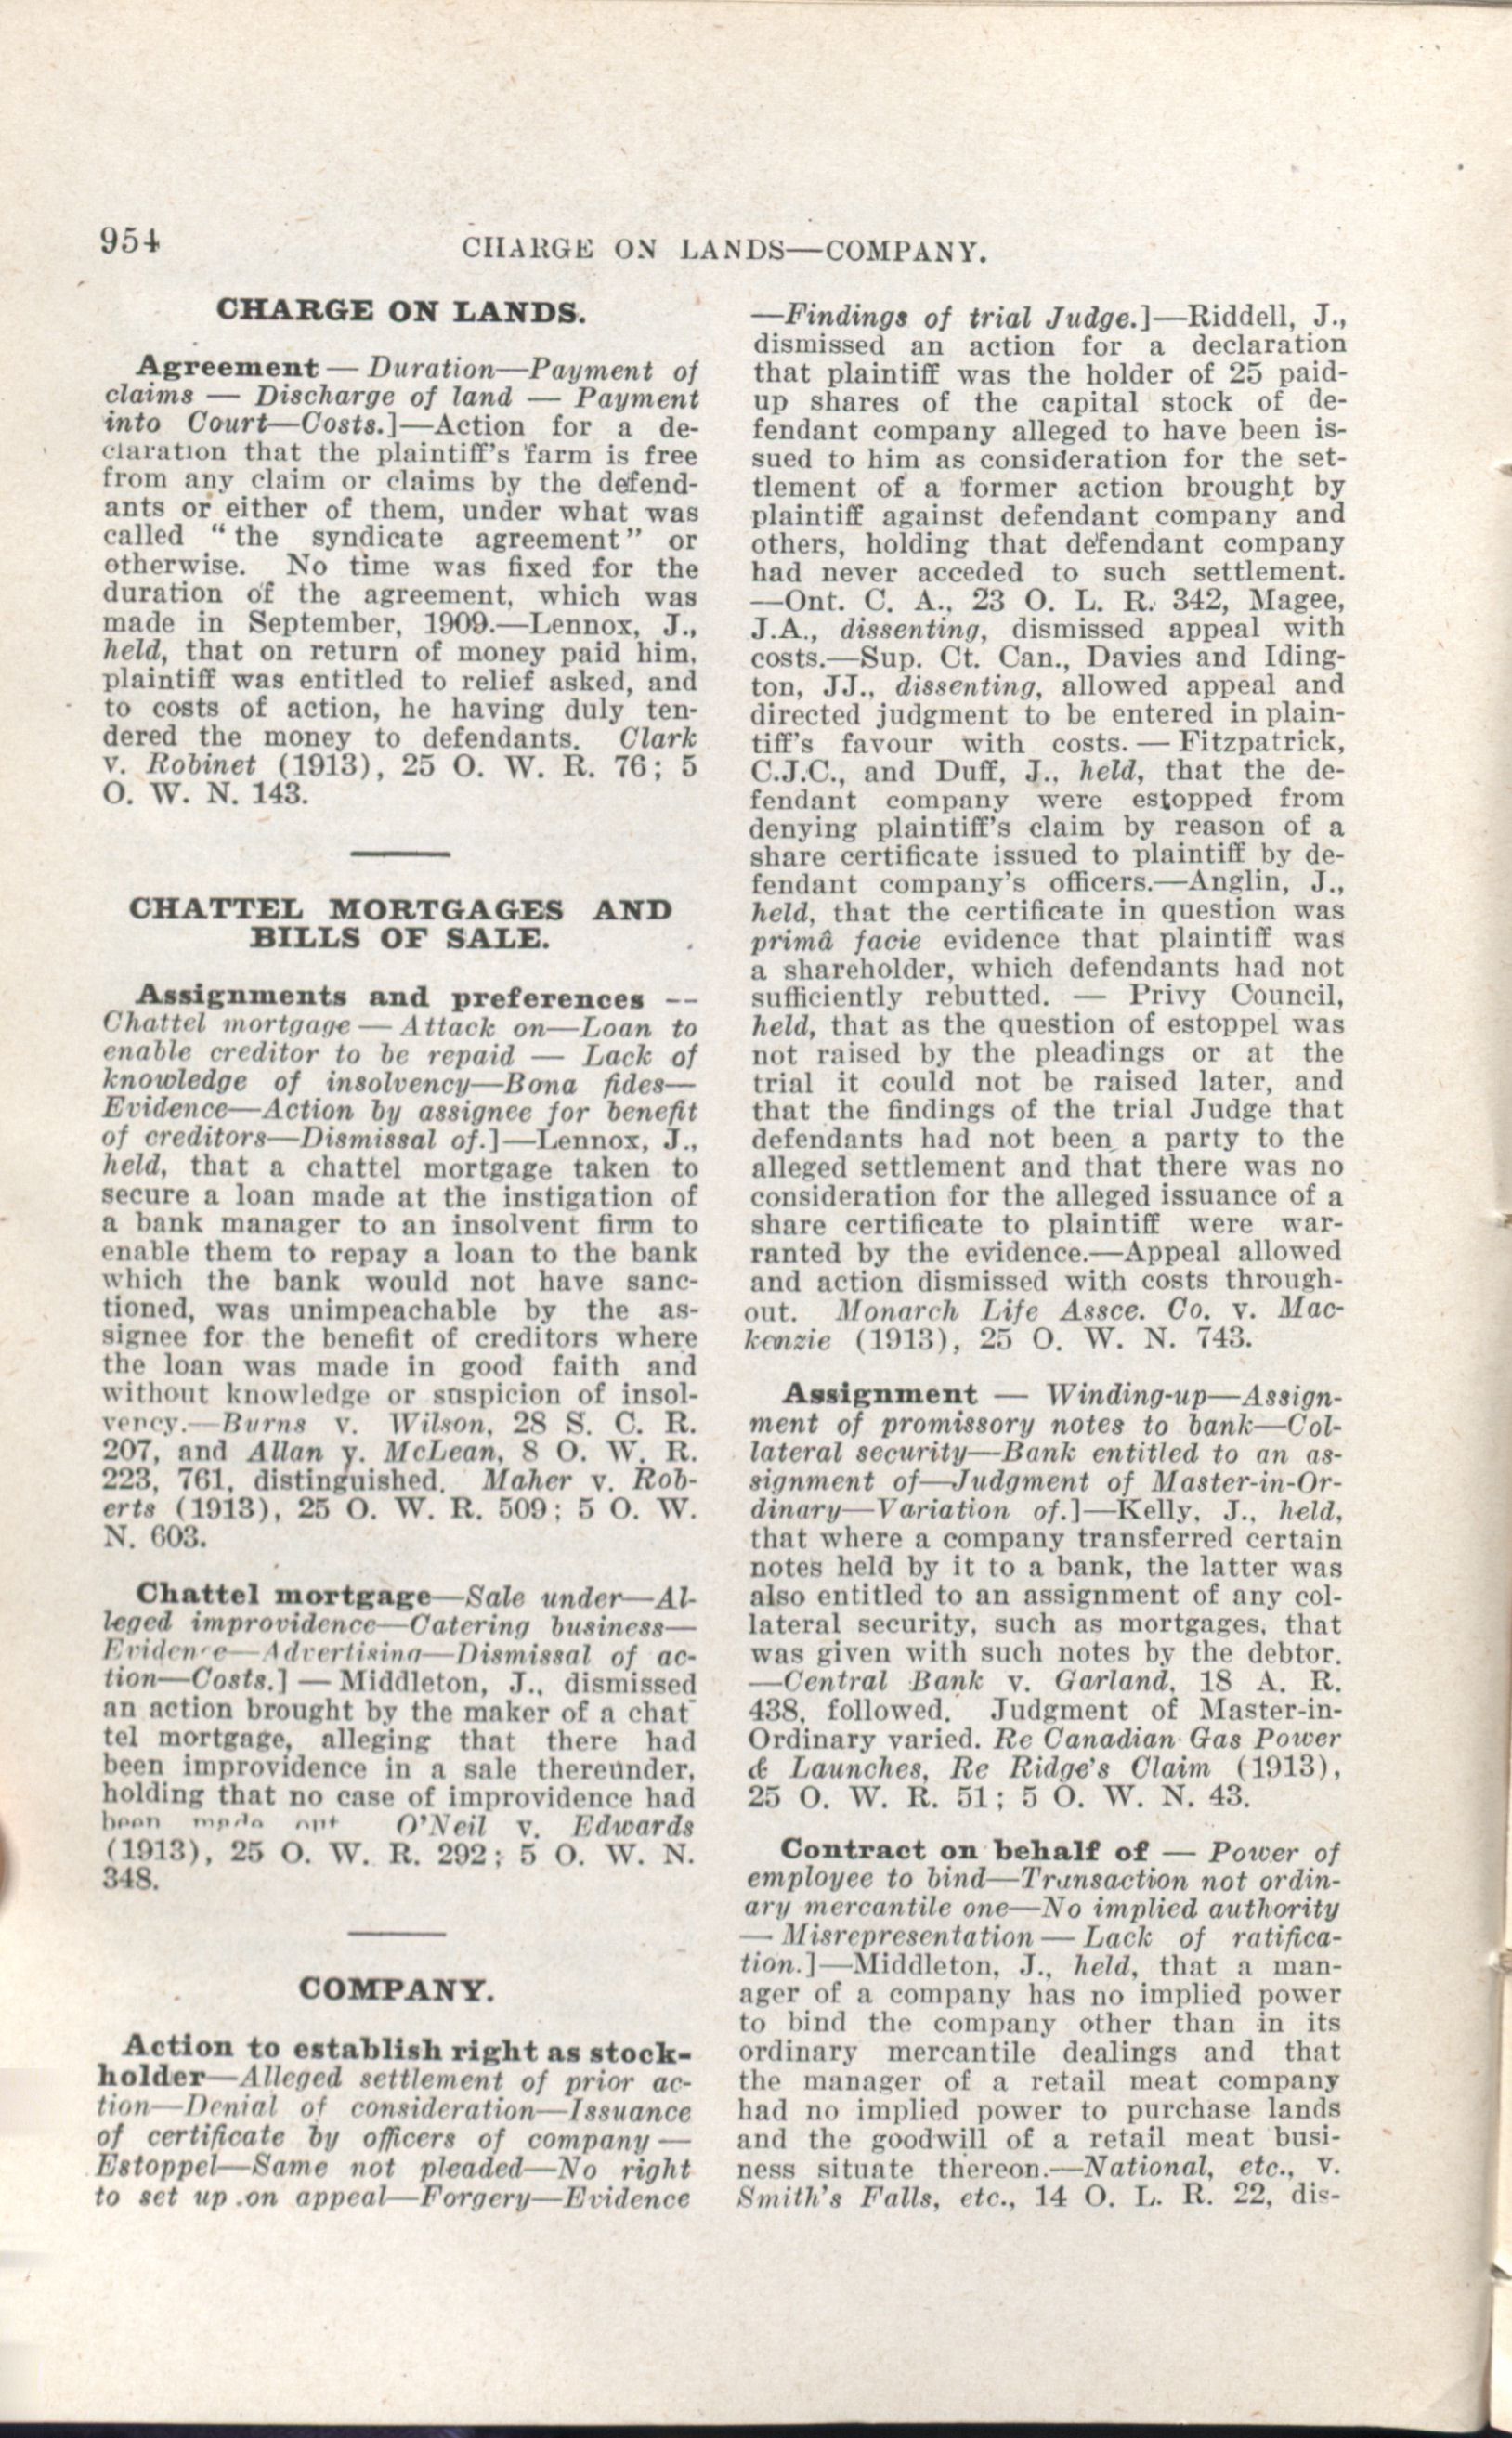 954
CHARGE ON LANDS—COMPANY.
CHARGE ON LANDS.
Agreement — Duration—Payment of
claims — Discharge of land — Payment
into Court—Costs.]—Action for a de-
claration that the plaintiff's farm is free
from any claim or claims by the defend-
ants or either of them, under what was
called "the syndicate agreement" or
otherwise. No time was fixed for the
duration of the agreement, which was
made in September, 1909.—Lennox, J.,
held, that on return of money paid him,
plaintiff was entitled to relief asked, and
to costs of action, he having duly ten-
dered the money to defendants. Clark
v. Robinet (1913), 25 O. W. R. 76; 5
O. W. N. 143.
CHATTEL MORTGAGES AND
BILLS OF SALE.
Assignments and preferences --
Chattel mortgage — Attack on—Loan to
enable creditor to be repaid — Lack of
knowledge of insolvency—Bona fides—
Evidence—Action by assignee for benefit
of creditors—Dismissal of.]—Lennox, J.,
held, that a chattel mortgage taken to
secure a loan made at the instigation of
a bank manager to an insolvent firm to
enable them to repay a loan to the bank
which the bank would not have sanc-
tioned, was unimpeachable by the as-
signee for the benefit of creditors where
the loan was made in good faith and
without knowledge or suspicion of insol-
vency.—Burns v. Wilson, 28 S. C. R.
207, and Allan v. McLean, 8 O. W. R.
223, 761, distinguished. Maher v. Rob-
erts (1913), 25 O. W. R. 509; 5 O. W.
N. 603.
Chattel mortgage—Sale under—Al-
leged improvidence—Catering business—
Evidence—Advertising—Dismissal of ac-
tion—Costs.] — Middleton, J., dismissed
an action brought by the maker of a chat-
tel mortgage, alleging that there had
been improvidence in a sale thereunder,
holding that no case of improvidence had
been made out O'Neil v. Edwards
(1913), 25 O. W. R. 292; 5 O. W. N.
348.
COMPANY.
Action to establish right as stock-
holder—Alleged settlement of prior ac-
tion—Denial of consideration—Issuance
of certificate by officers of company —
Estoppel—Same not pleaded—No right
to set up on appeal—Forgery—Evidence
—Findings of trial Judge.]—Riddell, J.,
dismissed an action for a declaration
that plaintiff was the holder of 25 paid-
up shares of the capital stock of de-
fendant company alleged to have been is-
sued to him as consideration for the set-
tlement of a former action brought by
plaintiff against defendant company and
others, holding that defendant company
had never acceded to such settlement.
—Ont. C. A., 23 O. L. R. 342, Magee,
J.A., dissenting, dismissed appeal with
costs.—Sup. Ct. Can., Davies and Iding-
ton, JJ., dissenting, allowed appeal and
directed judgment to be entered in plain-
tiff's favour with costs. — Fitzpatrick,
C.J.C., and Duff, J., held, that the de-
fendant company were estopped from
denying plaintiff's claim by reason of a
share certificate issued to plaintiff by de-
fendant company's officers.—Anglin, J.,
held, that the certificate in question was
primâ facie evidence that plaintiff was
a shareholder, which defendants had not
sufficiently rebutted. — Privy Council,
held, that as the question of estoppel was
not raised by the pleadings or at the
trial it could not be raised later, and
that the findings of the trial Judge that
defendants had not been a party to the
alleged settlement and that there was no
consideration for the alleged issuance of a
share certificate to plaintiff were war-
ranted by the evidence.—Appeal allowed
and action dismissed with costs through-
out. Monarch Life Assce. Co. v. Mac-
kenzie (1913), 25 O. W. N. 743.
Assignment — Winding-up—Assign-
ment of promissory notes to bank—Col-
lateral security—Bank entitled to an as-
signment of—Judgment of Master-in-Or-
dinary—Variation of.]—Kelly, J., held,
that where a company transferred certain
notes held by it to a bank, the latter was
also entitled to an assignment of any col-
lateral security, such as mortgages, that
was given with such notes by the debtor.
—Central Bank v. Garland, 18 A. R.
438, followed. Judgment of Master-in-
Ordinary varied. Re Canadian Gas Power
& Launches, Re Ridge's Claim (1913),
25 O. W. R. 51; 5 O. W. N. 43.
Contract on behalf of — Power of
employee to bind—Transaction not ordin-
ary mercantile one—No implied authority
— Misrepresentation — Lack of ratifica-
tion.]—Middleton, J., held, that a man-
ager of a company has no implied power
to bind the company other than in its
ordinary mercantile dealings and that
the manager of a retail meat company
had no implied power to purchase lands
and the goodwill of a retail meat busi-
ness situate thereon.—National, etc., v.
Smith's Falls, etc., 14 O. L. R. 22, dis-